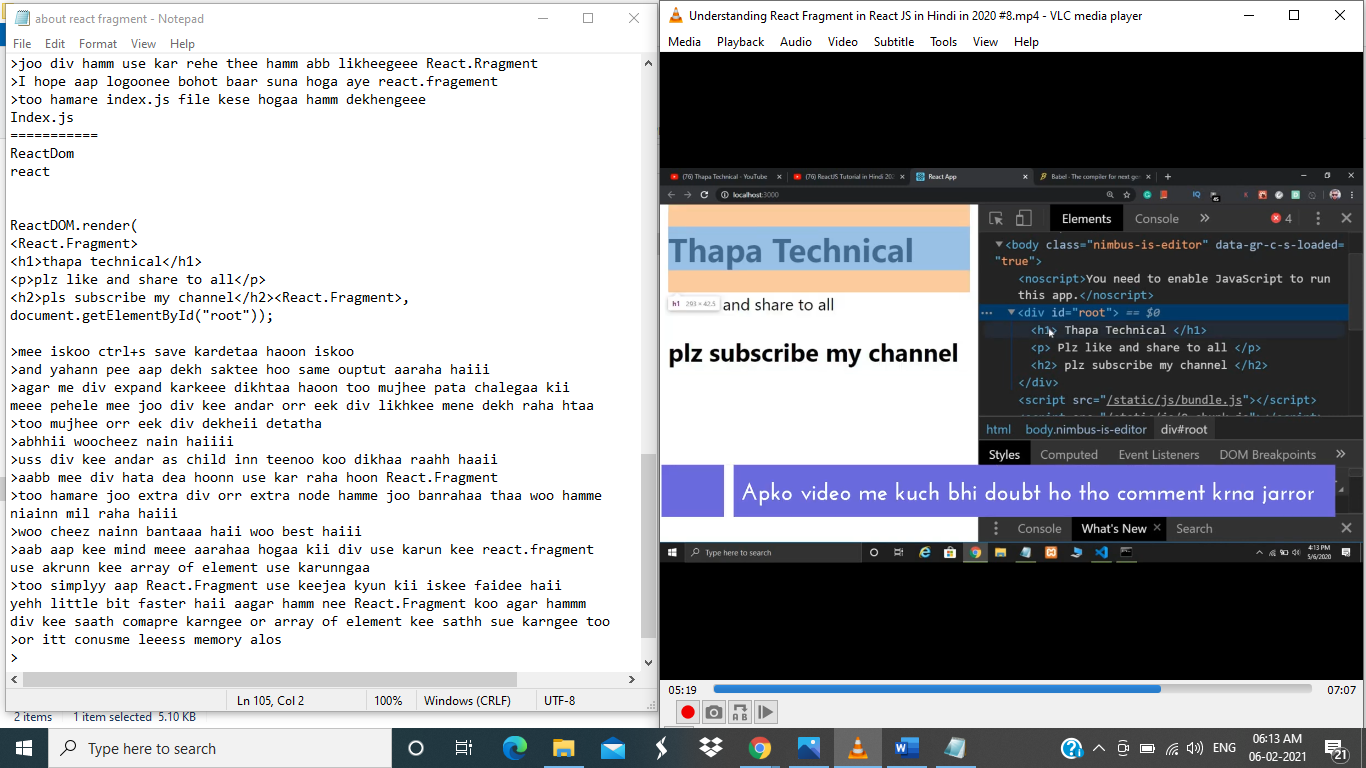 about react fragment - Notepad
File Edit Format View Help
>joo div hamm use kar rehe thee hamm abb likheegeee React.Rragment
>I hope aap logoonee bohot baar suna hoga aye react.fragement
>too hamare index.js file kese hogaa hamm dekhengeee
Index.js
===========
ReactDom
react
ReactDOM.render(
<React.Fragment>
<h1>thapa technical</h1>
<p>plz like and share to all</p>
<h2>pls subscribe my channel</h2><React.Fragment>,
document.getElementById("root"));
>mee iskoo ctrl+s save kardetaa haoon iskoo
>and yahann pee aap dekh saktee hoo same ouptut aaraha haiii
>agar me div expand karkeee dikhtaa haoon too mujhee pata chalegaa kii
meee pehele mee joo div kee andar orr eek div likhkee mene dekh raha htaa
>too mujhee orr eek div dekheii detatha
>abhhii woocheez nain haiiii
>uss div kee andar as child inn teenoo koo dikhaa raahh haaii
>aabb mee div hata dea hoonn use kar raha hoon React.Fragment
>too hamare joo extra div orr extra node hamme joo banrahaa thaa woo hamme
niainn mil raha haiii
>woo cheez nainn bantaaa haii woo best haiii
>aab aap kee mind meee aarahaa hogaa kii div use karun kee react.fragment
use akrunn kee array of element use karunngaa
>too simplyy aap React.Fragment use keejea kyun kii iskee faidee haii
yehh little bit faster haii aagar hamm nee React.Fragment koo agar hammm
div kee saath comapre karngee or array of element kee sathh sue karngee too
>or itt conusme leeess memory alos
>
Ln 105, Col 2 100% Windows (CRLF) UTF-8
2 items 1 item selected 5.10 KB
Understanding React Fragment in React JS in Hindi in 2020 #8.mp4 - VLC media player
Media Playback Audio Video Subtitle Tools View Help
(76) Thapa Technical - YouTube (76) ReactJS Tutorial in Hindi 202 React App Babel - The compiler for next ge
localhost:3000
Thapa Technical
h1 293 × 42.5
and share to all
plz subscribe my channel
Elements Console 4
<body class="nimbus-is-editor" data-gr-c-s-loaded=
"true">
<noscript>You need to enable JavaScript to run
this app.</noscript>
<div id="root"> == $0
<h1> Thapa Technical </h1>
<p> Plz like and share to all </p>
<h2> plz subscribe my channel </h2>
</div>
<script src="/static/js/bundle.js"></script>
html body.nimbus-is-editor div#root
Styles Computed Event Listeners DOM Breakpoints
Apko video me kuch bhi doubt ho tho comment krna jarror
Console What's New Search
Type here to search
4:13 PM
5/6/2020
05:19 07:07
Type here to search
ENG
06:13 AM
06-02-2021
21